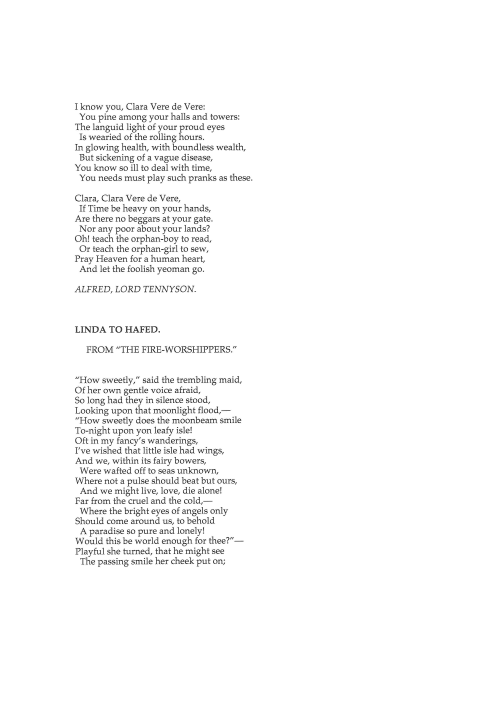 I know you, Clara Vere de Vere:
You pine among your halls and towers:
The languid light of your proud eyes
Is wearied of the rolling hours.
In glowing health, with boundless wealth,
But sickening of a vague disease,
You know so ill to deal with time,
You needs must play such pranks as these.
Clara, Clara Vere de Vere,
If Time be heavy on your hands,
Are there no beggars at your gate.
Nor any poor about your lands?
Oh! teach the orphan-boy to read,
Or teach the orphan-girl to sew,
Pray Heaven for a human heart,
And let the foolish yeoman go.
ALFRED, LORD TENNYSON.
LINDA TO HAFED.
FROM "THE FIRE-WORSHIPPERS."
"How sweetly," said the trembling maid,
Of her own gentle voice afraid,
So long had they in silence stood,
Looking upon that moonlight flood,—
"How sweetly does the moonbeam smile
To-night upon yon leafy isle!
Oft in my fancy's wanderings,
I've wished that little isle had wings,
And we, within its fairy bowers,
Were wafted off to seas unknown,
Where not a pulse should beat but ours,
And we might live, love, die alone!
Far from the cruel and the cold,—
Where the bright eyes of angels only
Should come around us, to behold
A paradise so pure and lonely!
Would this be world enough for thee?"—
Playful she turned, that he might see
The passing smile her cheek put on;